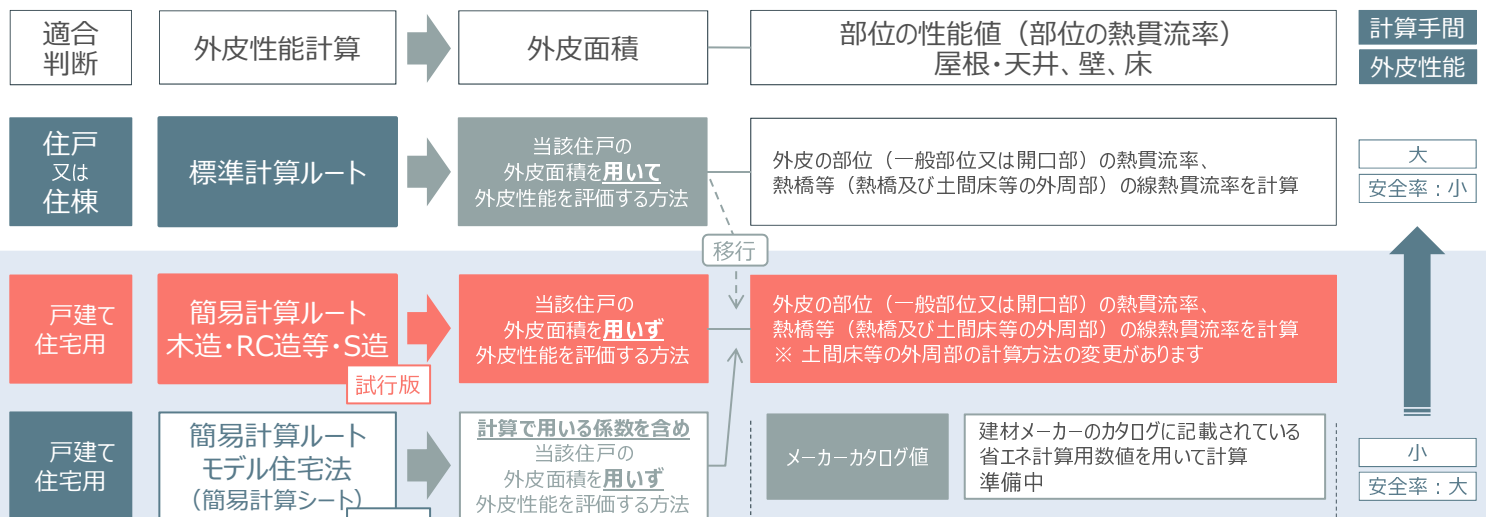 適合
判断
外皮性能計算
外皮面積
部位の性能値（部位の熱貫流率）
屋根・天井、壁、床
計算手間
外皮性能
住戸
又は
住棟
標準計算ルート
当該住戸の
外皮面積を用いて
外皮性能を評価する方法
外皮の部位（一般部位又は開口部）の熱貫流率、
熱橋等（熱橋及び土間床等の外周部）の線熱貫流率を計算
大
安全率：小
移行
戸建て
住宅用
簡易計算ルート
木造・RC造等・S造
試行版
当該住戸の
外皮面積を用いず
外皮性能を評価する方法
外皮の部位（一般部位又は開口部）の熱貫流率、
熱橋等（熱橋及び土間床等の外周部）の線熱貫流率を計算
※ 土間床等の外周部の計算方法の変更があります
戸建て
住宅用
簡易計算ルート
モデル住宅法
（簡易計算シート）
計算で用いる係数を含め
当該住戸の
外皮面積を用いず
外皮性能を評価する方法
メーカーカタログ値
建材メーカーのカタログに記載されている
省エネ計算用数値を用いて計算
準備中
小
安全率：大